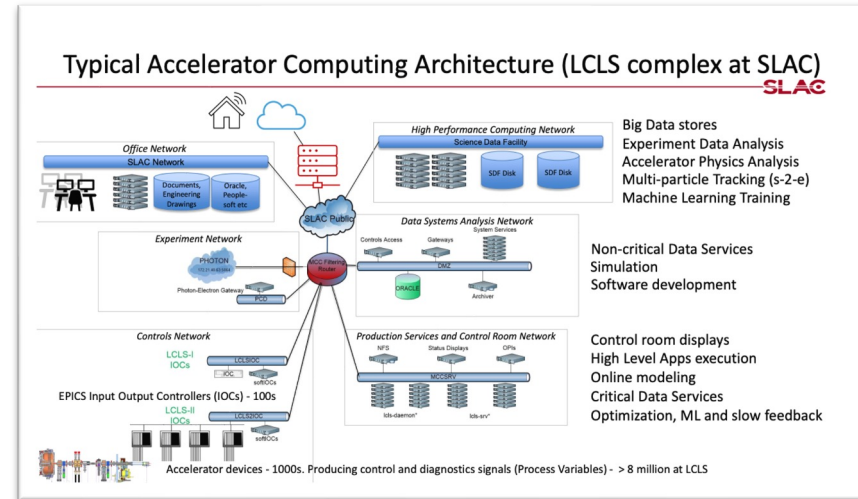 Typical Accelerator Computing Architecture (LCLS complex at SLAC)
SLAC
Office Network
SLAC Network
Documents,
Engineering
Drawings
Oracle,
People-
soft etc
High Performance Computing Network
Science Data Facility
SDF Disk
SDF Disk
Big Data stores
Experiment Data Analysis
Accelerator Physics Analysis
Multi-particle Tracking (s-2-e)
Machine Learning Training
SLAC Public
Experiment Network
PHOTON
Photon-Electron Gateway
PCD
MCC Filtering
Router
Data Systems Analysis Network
Controls Access
Gateways
System Services
DMZ
ORACLE
Archiver
Non-critical Data Services
Simulation
Software development
Controls Network
LCLS-I
IOCs
LCLSIOC
IOC
softIOCs
EPICS Input Output Controllers (IOCs) - 100s
LCLS-II
IOCs
LCLS2IOC
softIOCs
Production Services and Control Room Network
NFS
Status Displays
OPIs
MCCSRV
lcls-daemon*
lcls-srv*
Control room displays
High Level Apps execution
Online modeling
Critical Data Services
Optimization, ML and slow feedback
Accelerator devices - 1000s. Producing control and diagnostics signals (Process Variables) - > 8 million at LCLS